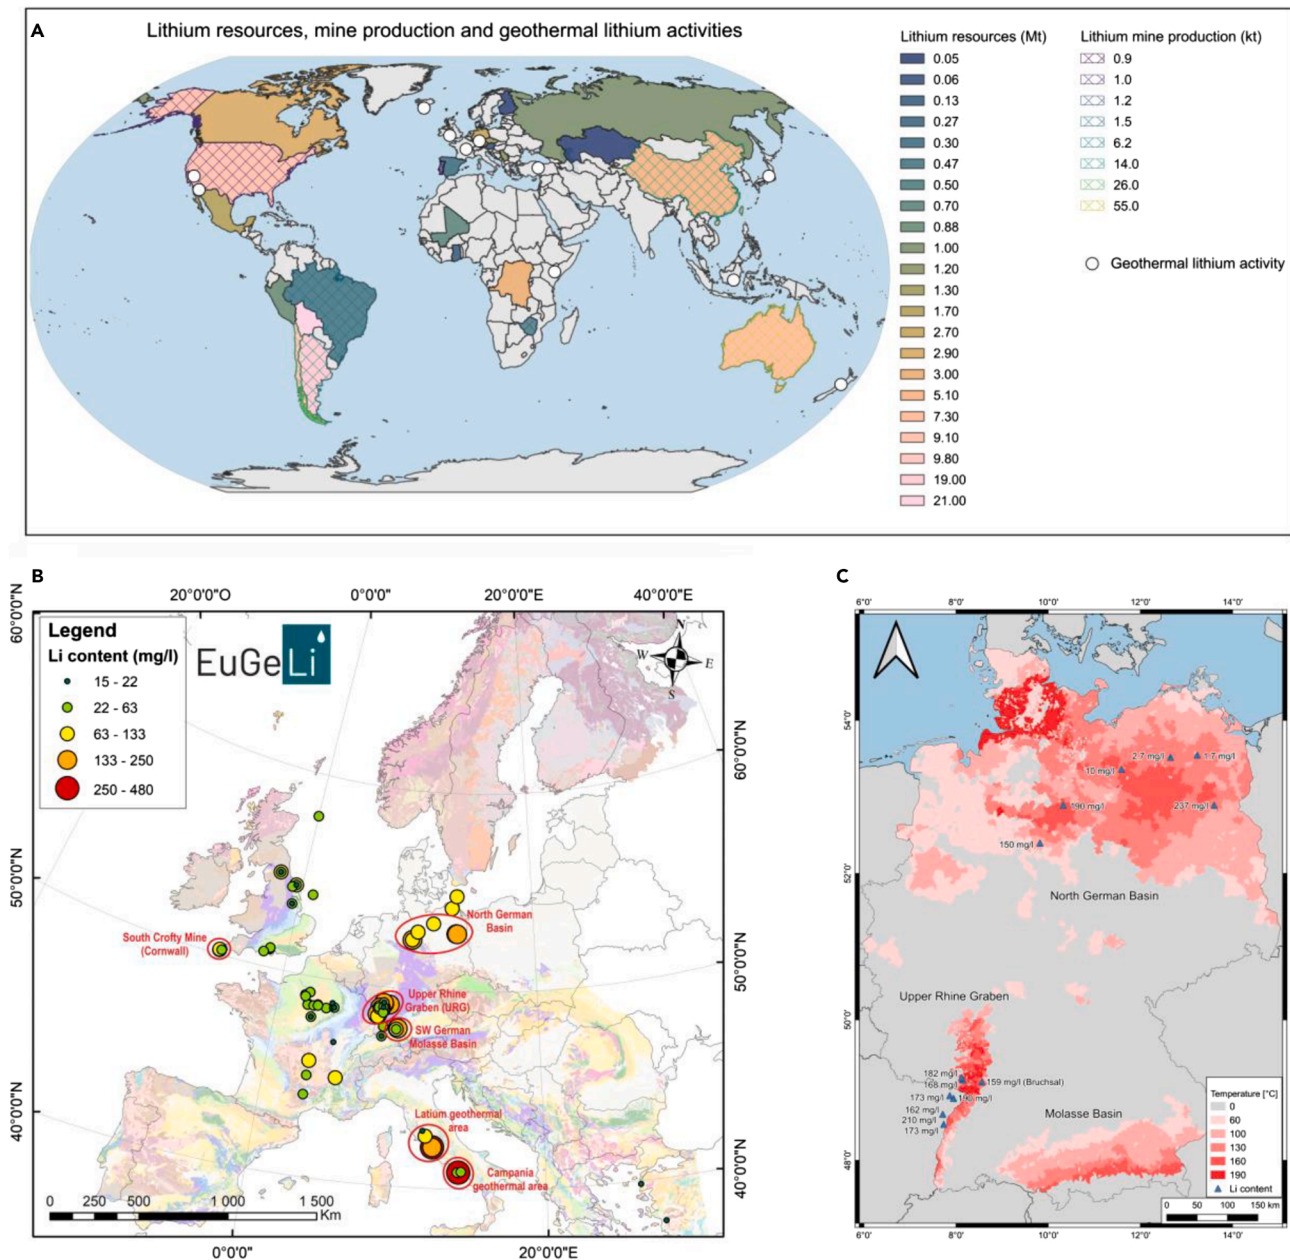 A
Lithium resources, mine production and geothermal lithium activities
Lithium resources (Mt)
0.05
0.06
0.13
0.27
0.30
0.47
0.50
0.70
0.88
1.00
1.20
1.30
1.70
2.70
2.90
3.00
5.10
7.30
9.10
9.80
19.00
21.00
Lithium mine production (kt)
0.9
1.0
1.2
1.5
6.2
14.0
26.0
55.0
Geothermal lithium activity
B
20°0'0"N 0°0'0"E 20°0'0"E 40°0'0"E
60°0'0"N
50°0'0"N
40°0'0"N
Legend
Li content (mg/l)
15 - 22
22 - 63
63 - 133
133 - 250
250 - 480
EuGeLi
N
W E
S
60°0'0"N
50°0'0"N
40°0'0"N
North German
Basin
South Crofty Mine
(Cornwall)
Upper Rhine
Graben (URG)
SW German
Molasse Basin
Latium geothermal
area
Campania
geothermal area
0 250 500 1000 1500
Km
0°0'0"E 20°0'0"E
C
6°0' 8°0' 10°0' 12°0' 14°0'
54°0'
52°0'
50°0'
48°0'
2.7 mg/l
1.7 mg/l
10 mg/l
190 mg/l
237 mg/l
150 mg/l
North German Basin
Upper Rhine Graben
182 mg/l
168 mg/l
159 mg/l (Bruchsal)
173 mg/l
mg/l
162 mg/l
210 mg/l
173 mg/l
Molasse Basin
Temperature [°C]
0
60
100
130
160
190
Li content
0 50 100 150 km
6°0' 8°0' 10°0' 12°0' 14°0'